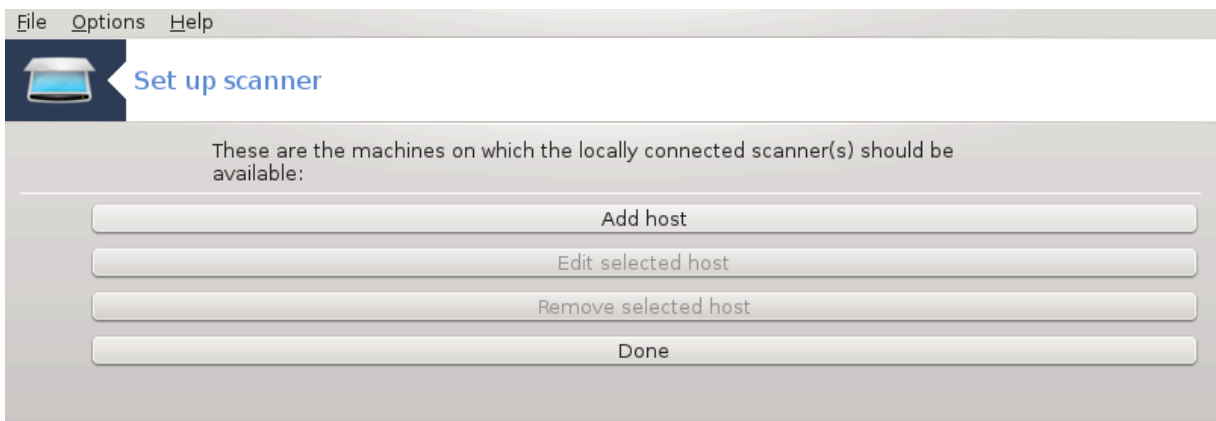 File Options Help
Set up scanner
These are the machines on which the locally connected scanner(s) should be
available:
Add host
Edit selected host
Remove selected host
Done